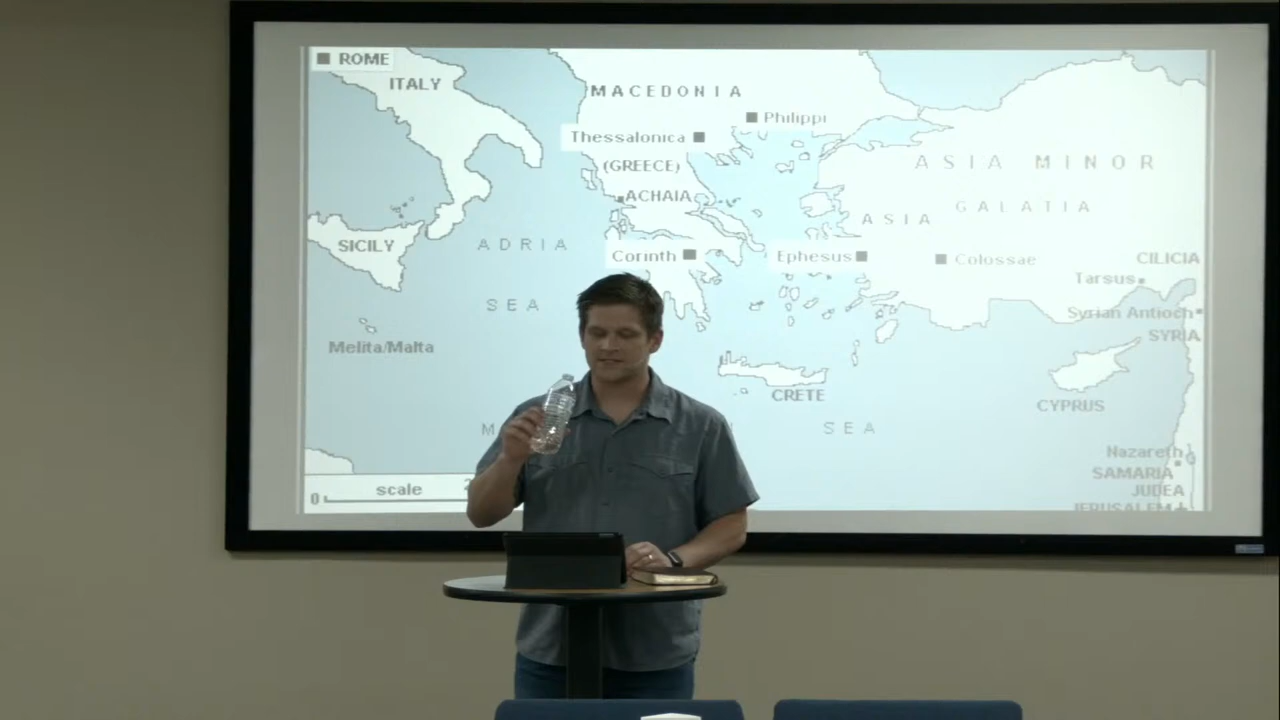 ROME
ITALY
MACEDONIA
Philippi
Thessalonica
(GREECE)
ASIA MINOR
ACHAIA
GALATIA
ASIA
SICILY
ADRIA
Corinth
Ephesus
Colossae
CILICIA
Tarsus
SEA
Syrian Antioch
SYRIA
Melita/Malta
CRETE
CYPRUS
SEA
Nazareth
SAMARIA
JUDEA
JERUSALEM
scale
0